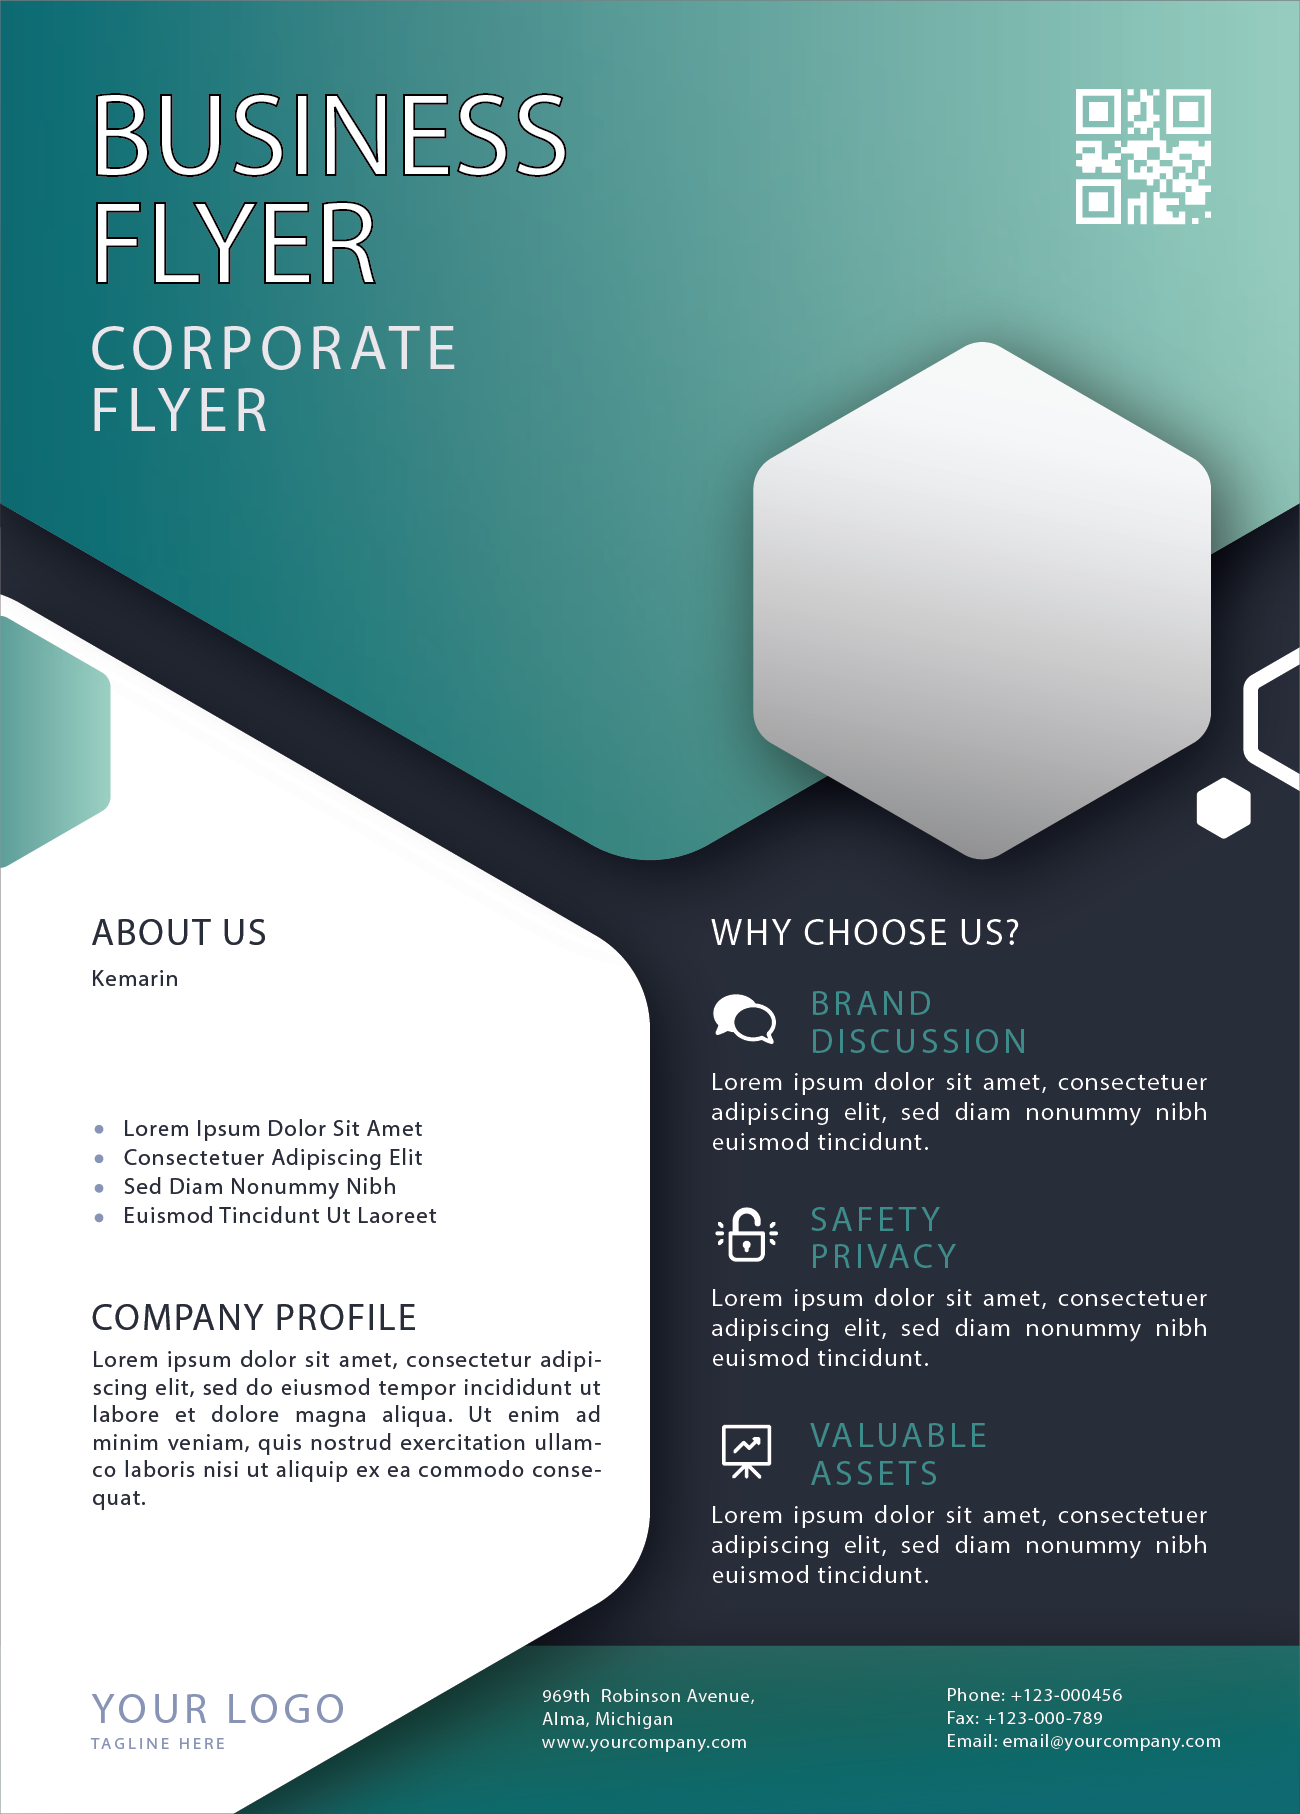 BUSINESS
FLYER
CORPORATE
FLYER
ABOUT US
Kemarin
• Lorem Ipsum Dolor Sit Amet
• Consectetuer Adipiscing Elit
• Sed Diam Nonummy Nibh
• Euismod Tincidunt Ut Laoreet
COMPANY PROFILE
Lorem ipsum dolor sit amet, consectetur adipi-
scing elit, sed do eiusmod tempor incididunt ut
labore et dolore magna aliqua. Ut enim ad
minim veniam, quis nostrud exercitation ullam-
co laboris nisi ut aliquip ex ea commodo conse-
quat.
WHY CHOOSE US?
BRAND
DISCUSSION
Lorem ipsum dolor sit amet, consectetuer
adipiscing elit, sed diam nonummy nibh
euismod tincidunt.
SAFETY
PRIVACY
Lorem ipsum dolor sit amet, consectetuer
adipiscing elit, sed diam nonummy nibh
euismod tincidunt.
VALUABLE
ASSETS
Lorem ipsum dolor sit amet, consectetuer
adipiscing elit, sed diam nonummy nibh
euismod tincidunt.
YOUR LOGO
TAGLINE HERE
969th Robinson Avenue,
Alma, Michigan
www.yourcompany.com
Phone: +123-000456
Fax: +123-000-789
Email: email@yourcompany.com